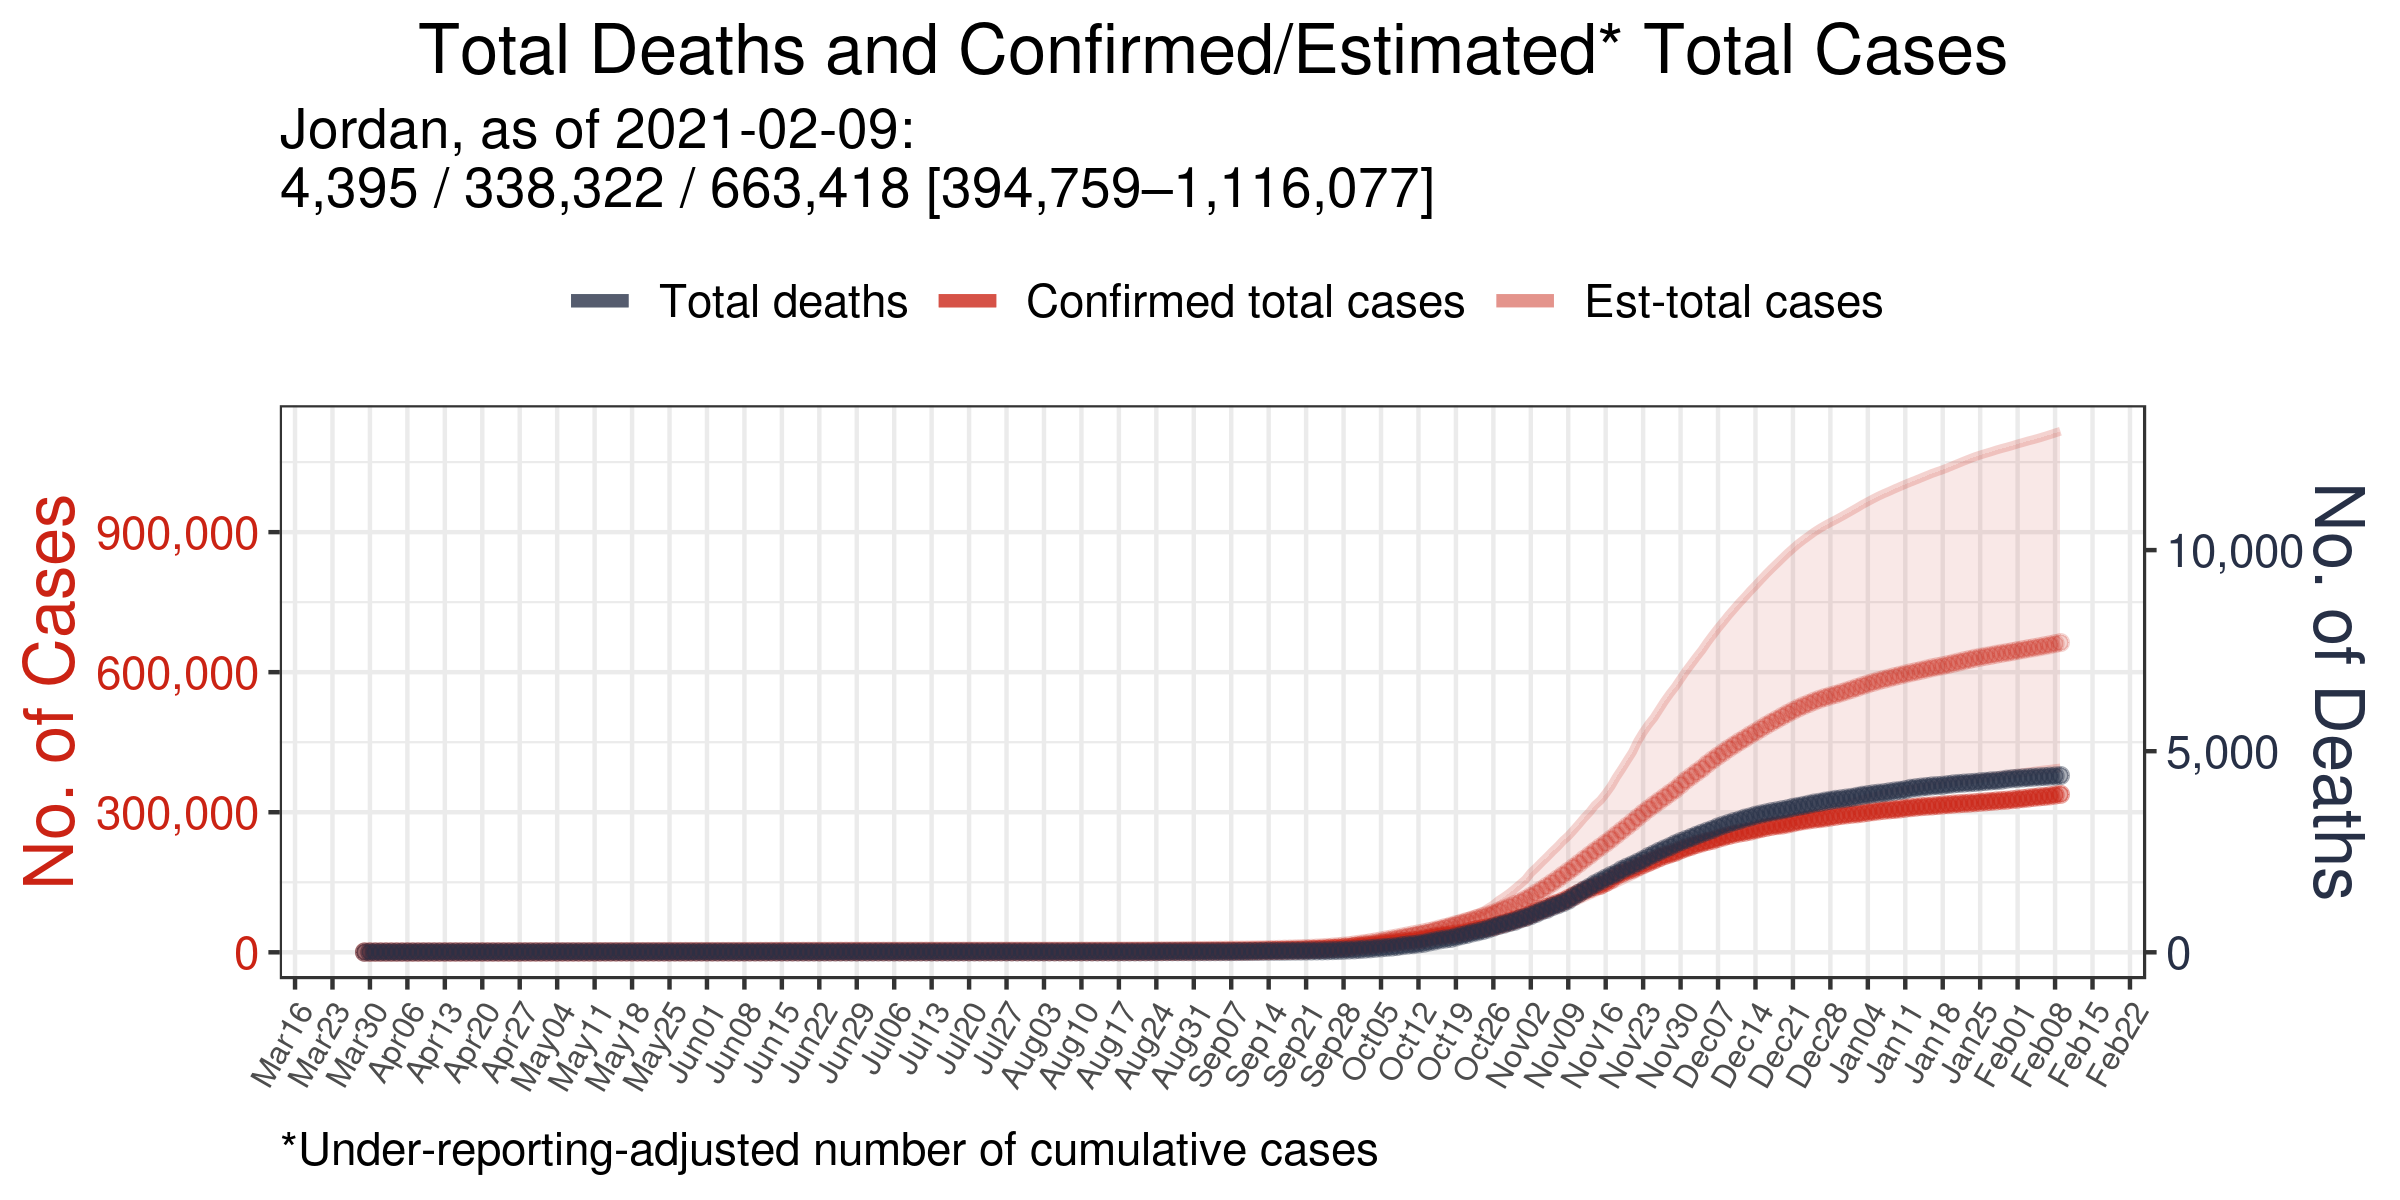 Total Deaths and Confirmed/Estimated* Total Cases
Jordan, as of 2021-02-09:
4,395 / 338,322 / 663,418 [394,759–1,116,077]
Total deaths
Confirmed total cases
Est-total cases
No. of Cases
900,000
600,000
300,000
0
10,000
5,000
0
No. of Deaths
Mar16
Mar23
Mar30
Apr06
Apr13
Apr20
Apr27
May04
May11
May18
May25
Jun01
Jun08
Jun15
Jun22
Jun29
Jul06
Jul13
Jul20
Jul27
Aug03
Aug10
Aug17
Aug24
Aug31
Sep07
Sep14
Sep21
Sep28
Oct05
Oct12
Oct19
Oct26
Nov02
Nov09
Nov16
Nov23
Nov30
Dec07
Dec14
Dec21
Dec28
Jan04
Jan11
Jan18
Jan25
Feb01
Feb08
Feb15
Feb22
*Under-reporting-adjusted number of cumulative cases